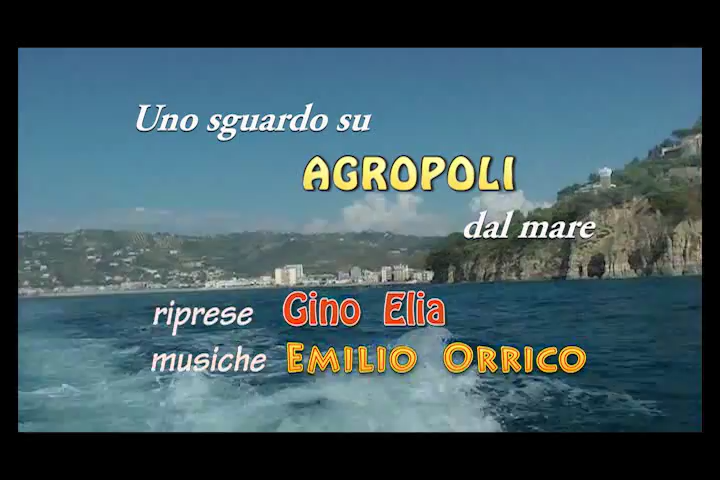 Uno sguardo su
AGROPOLI
dal mare
riprese Gino Elia
musiche EMILIO ORRICO